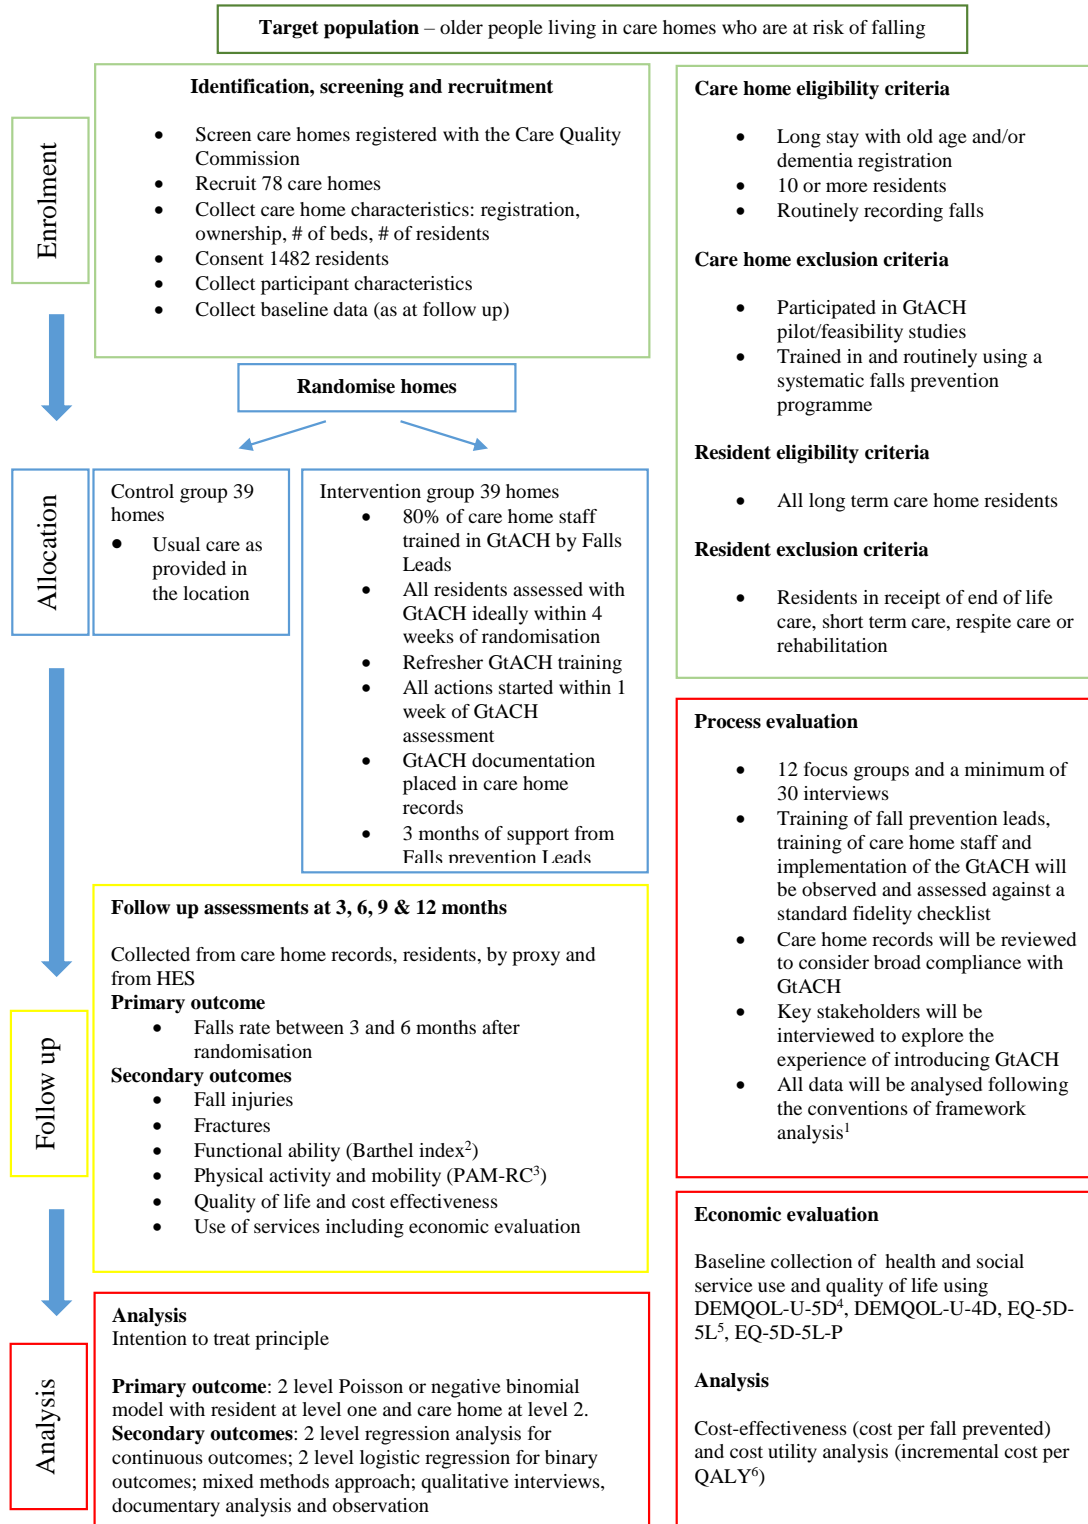 Target population – older people living in care homes who are at risk of falling
Enrolment
Identification, screening and recruitment
• Screen care homes registered with the Care Quality
Commission
• Recruit 78 care homes
• Collect care home characteristics: registration,
ownership, # of beds, # of residents
• Consent 1482 residents
• Collect participant characteristics
• Collect baseline data (as at follow up)
Randomise homes
Allocation
Control group 39
homes
• Usual care as
provided in
the location
Intervention group 39 homes
• 80% of care home staff
trained in GtACH by Falls
Leads
• All residents assessed with
GtACH ideally within 4
weeks of randomisation
• Refresher GtACH training
• All actions started within 1
week of GtACH
assessment
• GtACH documentation
placed in care home
records
• 3 months of support from
Falls prevention Leads
Follow up
Follow up assessments at 3, 6, 9 & 12 months
Collected from care home records, residents, by proxy and
from HES
Primary outcome
• Falls rate between 3 and 6 months after
randomisation
Secondary outcomes
• Fall injuries
• Fractures
• Functional ability (Barthel index²)
• Physical activity and mobility (PAM-RC³)
• Quality of life and cost effectiveness
• Use of services including economic evaluation
Analysis
Analysis
Intention to treat principle
Primary outcome: 2 level Poisson or negative binomial
model with resident at level one and care home at level 2.
Secondary outcomes: 2 level regression analysis for
continuous outcomes; 2 level logistic regression for binary
outcomes; mixed methods approach; qualitative interviews,
documentary analysis and observation
Care home eligibility criteria
• Long stay with old age and/or
dementia registration
• 10 or more residents
• Routinely recording falls
Care home exclusion criteria
• Participated in GtACH
pilot/feasibility studies
• Trained in and routinely using a
systematic falls prevention
programme
Resident eligibility criteria
• All long term care home residents
Resident exclusion criteria
• Residents in receipt of end of life
care, short term care, respite care or
rehabilitation
Process evaluation
• 12 focus groups and a minimum of
30 interviews
• Training of fall prevention leads,
training of care home staff and
implementation of the GtACH will
be observed and assessed against a
standard fidelity checklist
• Care home records will be reviewed
to consider broad compliance with
GtACH
• Key stakeholders will be
interviewed to explore the
experience of introducing GtACH
• All data will be analysed following
the conventions of framework
analysis¹
Economic evaluation
Baseline collection of health and social
service use and quality of life using
DEMQOL-U-5D⁴, DEMQOL-U-4D, EQ-5D-
5L⁵, EQ-5D-5L-P
Analysis
Cost-effectiveness (cost per fall prevented)
and cost utility analysis (incremental cost per
QALY⁶)